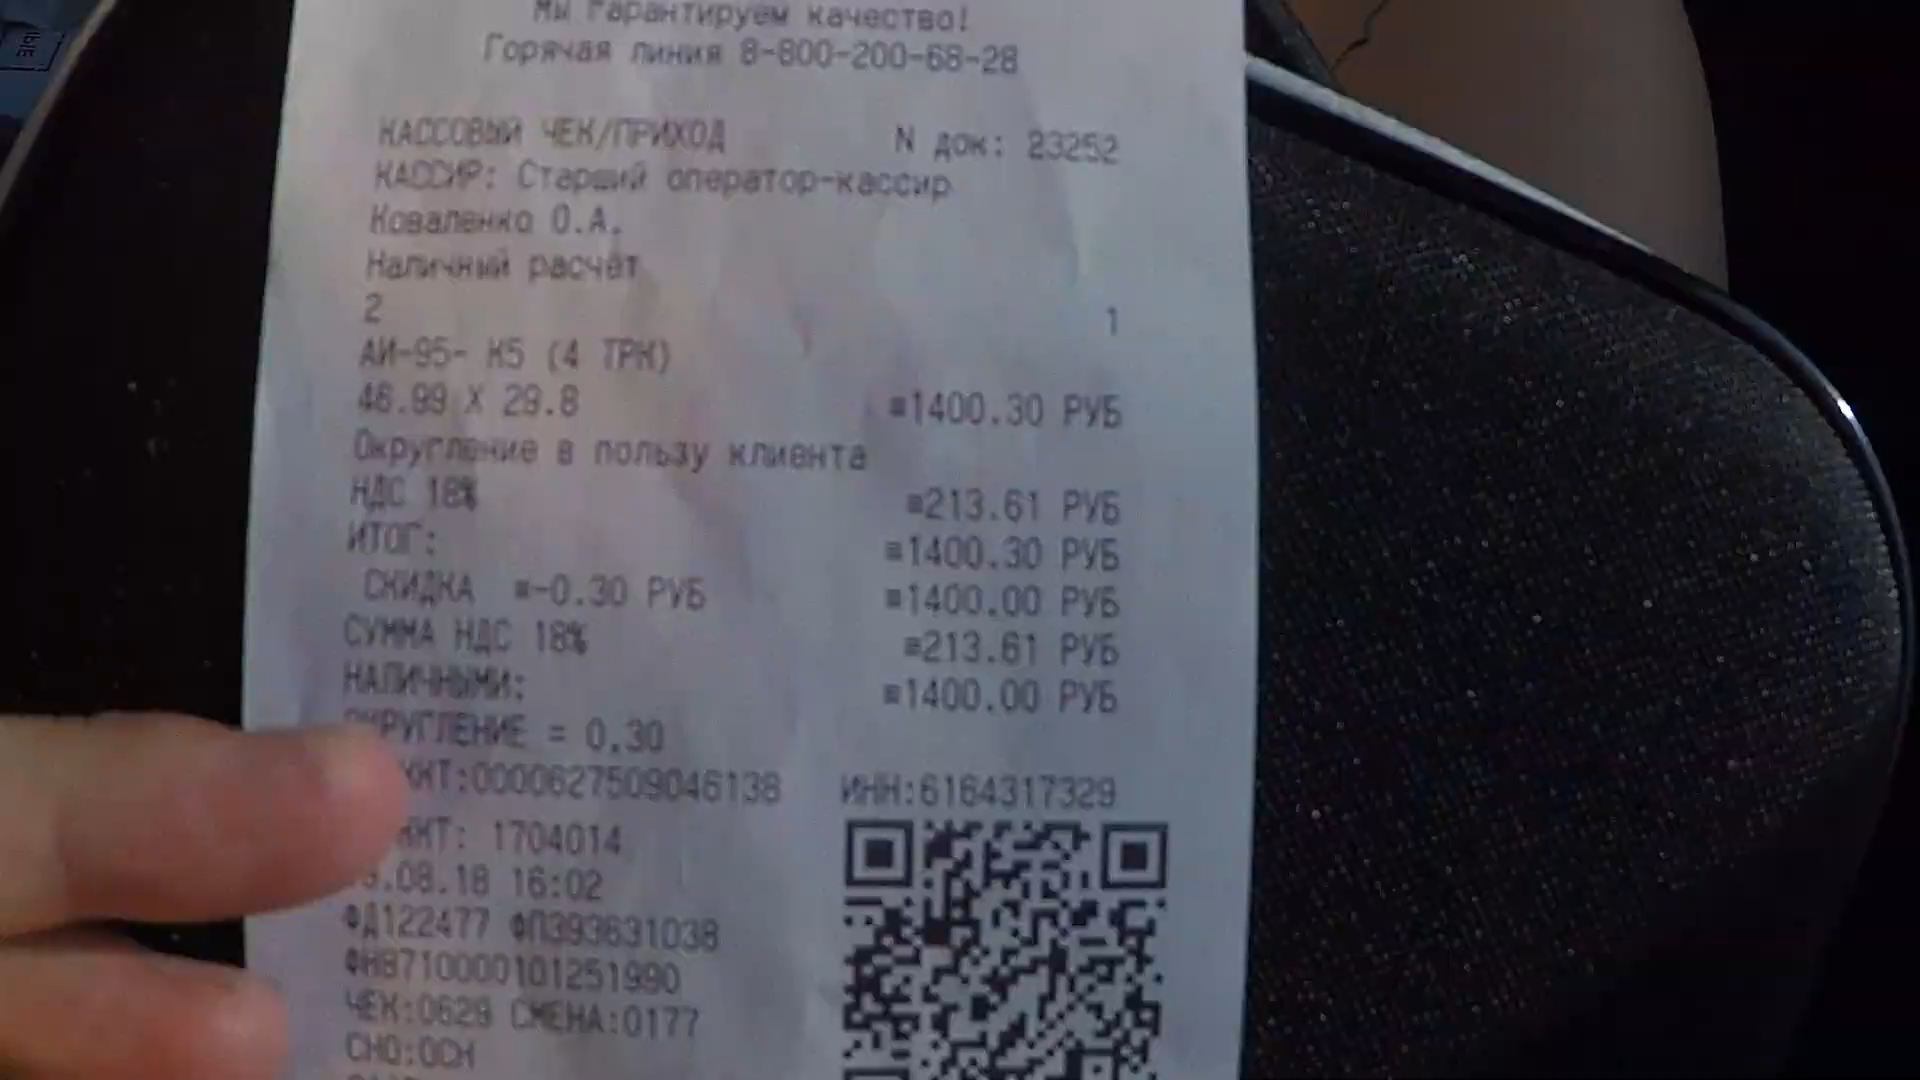 Мы гарантируем качество!
Горячая линия 8-800-200-68-28
КАССОВЫЙ ЧЕК/ПРИХОД N док: 23252
КАССИР: Старший оператор-кассир
Коваленко О.А.
Наличный расчёт
2 1
АИ-95- К5 (4 ТРК)
46.99 X 29.8 ≡1400.30 РУБ
Округление в пользу клиента
НДС 18% ≡213.61 РУБ
ИТОГ: ≡1400.30 РУБ
СКИДКА ≡-0.30 РУБ ≡1400.00 РУБ
СУММА НДС 18% ≡213.61 РУБ
НАЛИЧНЫМИ: ≡1400.00 РУБ
ОКРУГЛЕНИЕ = 0.30
ККТ:0000627509046138 ИНН:6164317329
ККТ: 1704014
.08.18 16:02
ФД122477 ФП393631038
ФН8710000101251990
ЧЕК:0629 СМЕНА:0177
СНО:ОСН